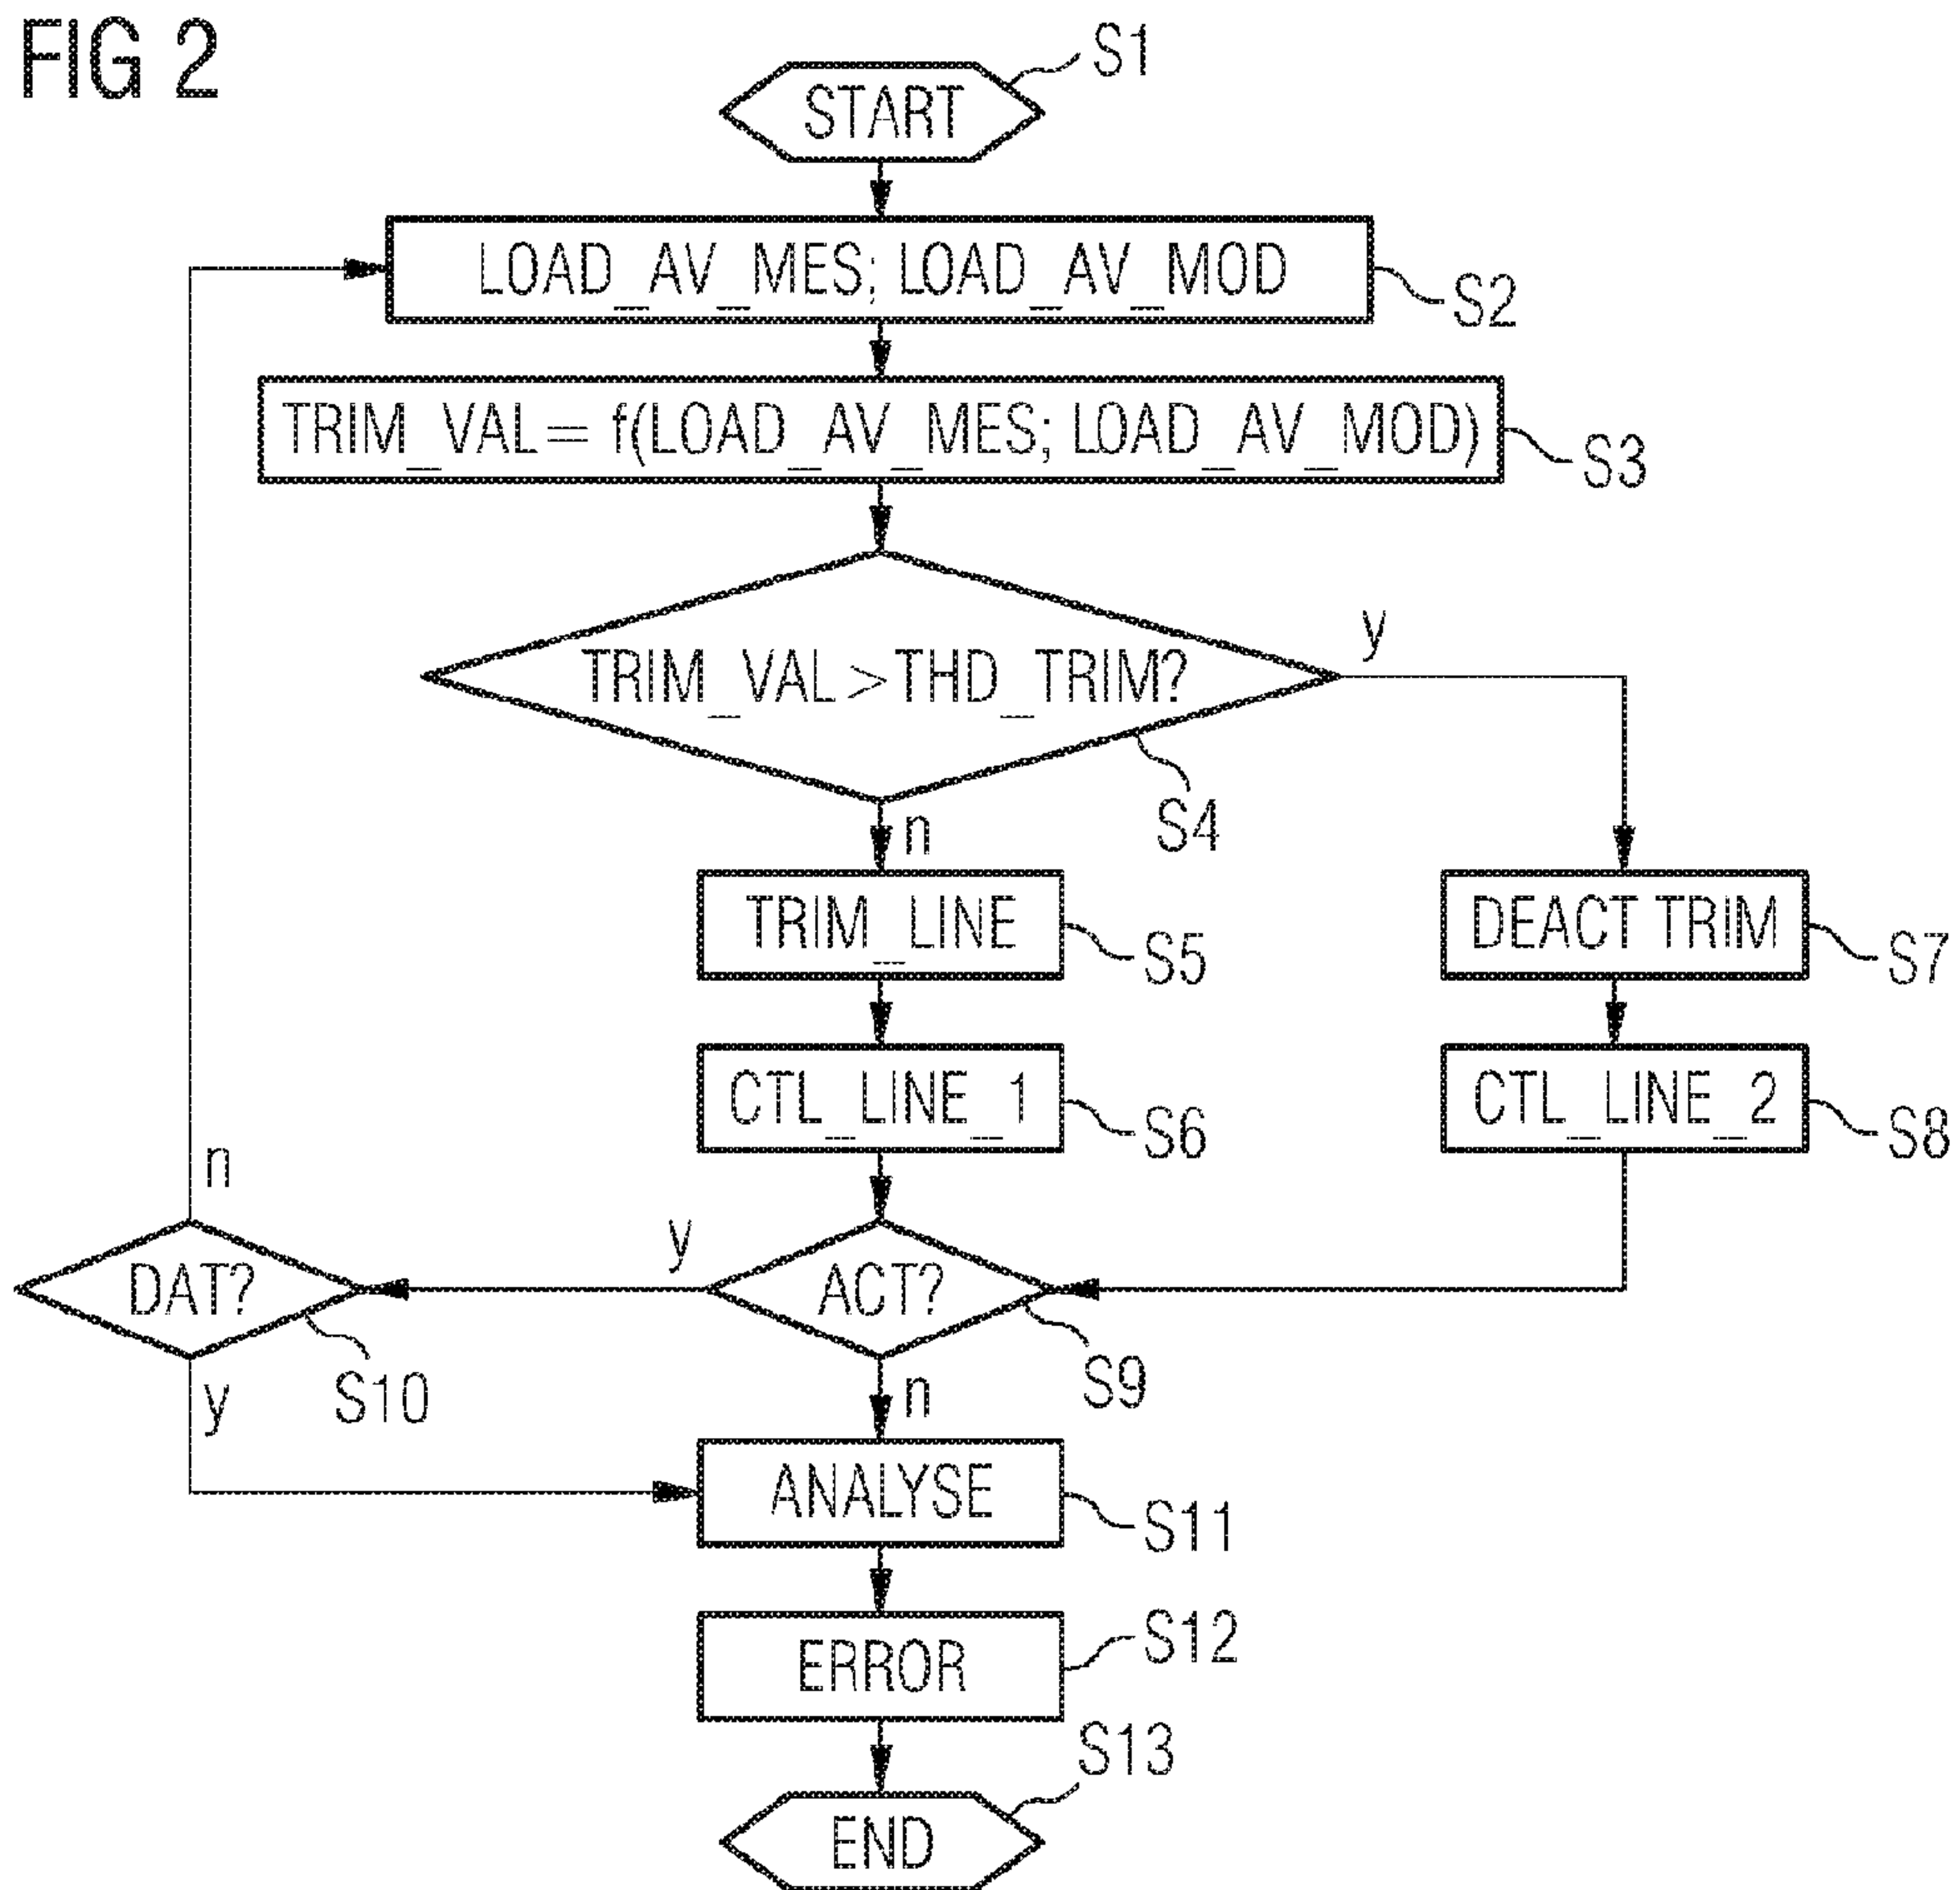 FIG 2
S1
START
LOAD_AV_MES; LOAD_AV_MOD
S2
TRIM_VAL = f(LOAD_AV_MES; LOAD_AV_MOD)
S3
TRIM_VAL > THD_TRIM?
y
S4
n
TRIM_LINE
S5
DEACT TRIM
S7
CTL_LINE_1
S6
CTL_LINE_2
S8
n
DAT?
y
ACT?
S10
S9
y
n
ANALYSE
S11
ERROR
S12
S13
END